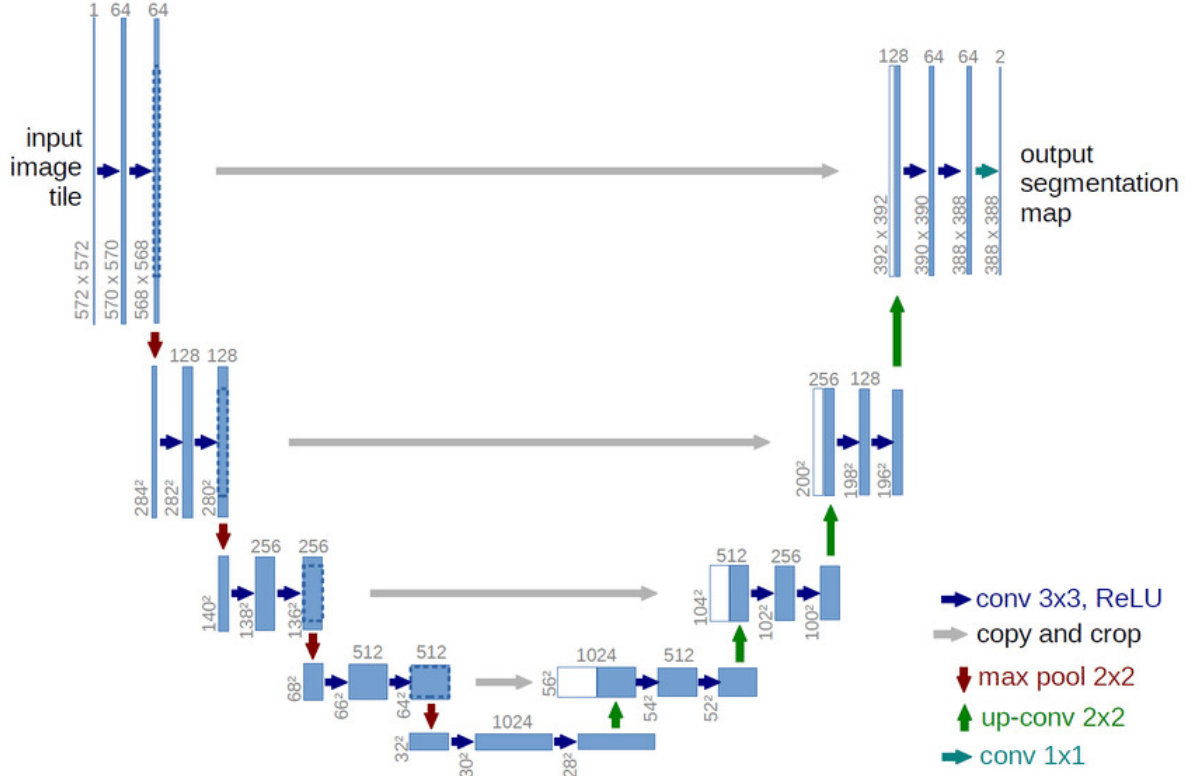 1 64 64
input
image
tile
572 x 572
570 x 570
568 x 568
128 64 64 2
output
segmentation
map
392 x 392
390 x 390
388 x 388
388 x 388
128 128
284²
282²
280²
256 128
200²
198²
196²
256 256
140²
138²
136²
512 256
104²
102²
100²
512 512
68²
66²
64²
1024 512
56²
54²
52²
1024
32²
30²
28²
conv 3x3, ReLU
copy and crop
max pool 2x2
up-conv 2x2
conv 1x1